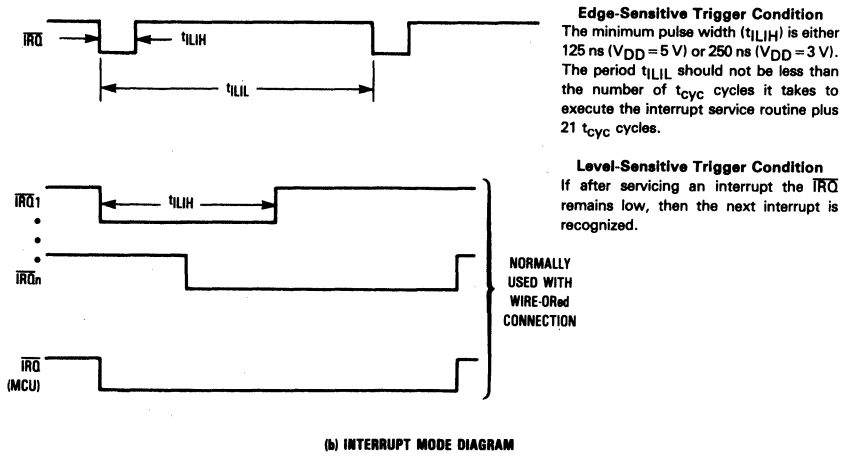 IRQ
tILIH
tILIL
Edge-Sensitive Trigger Condition
The minimum pulse width (tILIH) is either
125 ns (VDD=5 V) or 250 ns (VDD=3 V).
The period tILIL should not be less than
the number of tcyc cycles it takes to
execute the interrupt service routine plus
21 tcyc cycles.
Level-Sensitive Trigger Condition
If after servicing an interrupt the IRQ
remains low, then the next interrupt is
recognized.
IRQ1
tILIH
IRQn
NORMALLY
USED WITH
WIRE-ORed
CONNECTION
IRQ
(MCU)
(b) INTERRUPT MODE DIAGRAM